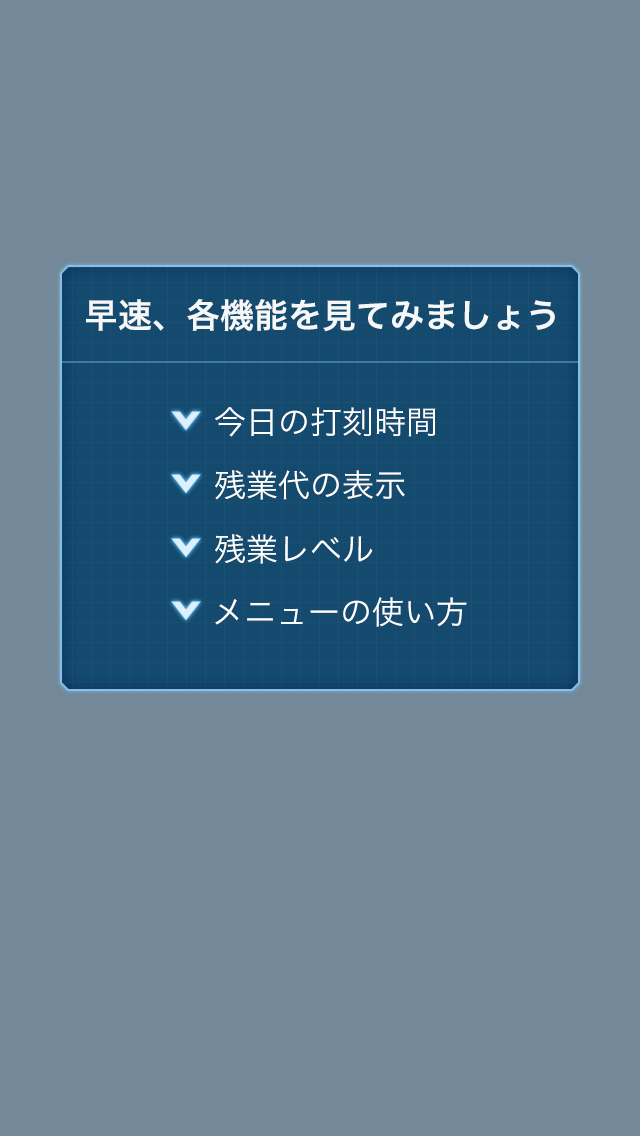 早速、各機能を見てみましょう
今日の打刻時間
残業代の表示
残業レベル
メニューの使い方